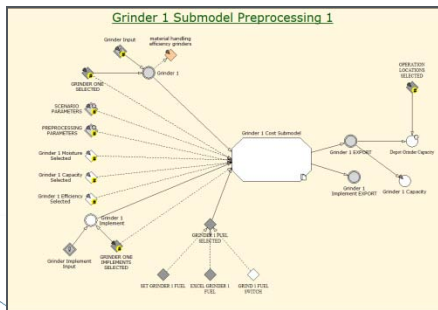 Grinder 1 Submodel Preprocessing 1
Grinder Input
material handling
efficiency grinders
Grinder 1
GRINDER ONE
SELECTED
OPERATION
LOCATIONS
SELECTED
SCENARIO
PARAMETERS
PREPROCESSING
PARAMETERS
Grinder 1 Cost Submodel
Grinder 1 EXPORT
Depot Grinder Capacity
Grinder 1 Moisture
Selected
Grinder 1 Capacity
Selected
Grinder 1
Implement EXPORT
Grinder 1 Capacity
Grinder 1 Efficiency
Selected
Grinder 1
Implement
GRINDER 1 FUEL
SELECTED
Grinder Implement
Input
GRINDER ONE
IMPLEMENTS
SELECTED
SET GRINDER 1
FUEL
EXCEL GRINDER 1
FUEL
GRIND 1 FUEL
SWITCH